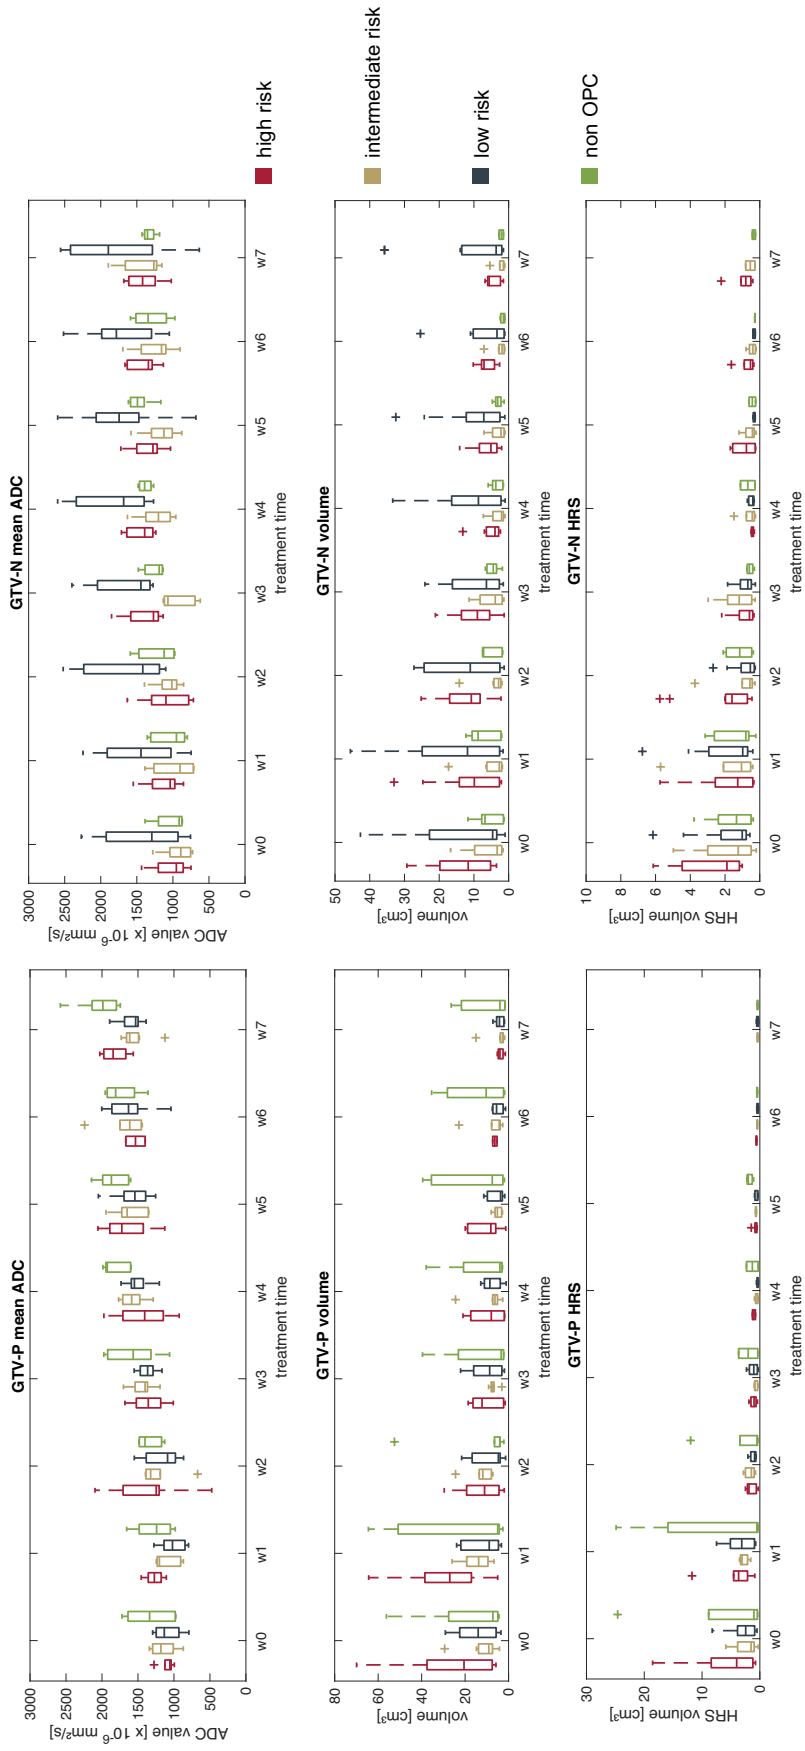 GTV-P mean ADC
ADC value [x 10-6 mm²/s]
3000
2500
2000
1500
1000
500
0
w0 w1 w2 w3 w4 w5 w6 w7
treatment time
GTV-N mean ADC
ADC value [x 10-6 mm²/s]
3000
2500
2000
1500
1000
500
0
w0 w1 w2 w3 w4 w5 w6 w7
treatment time
GTV-P volume
volume [cm³]
80
60
40
20
0
w0 w1 w2 w3 w4 w5 w6 w7
treatment time
GTV-N volume
volume [cm³]
50
40
30
20
10
0
w0 w1 w2 w3 w4 w5 w6 w7
treatment time
GTV-P HRS
HRS volume [cm³]
30
20
10
0
w0 w1 w2 w3 w4 w5 w6 w7
treatment time
GTV-N HRS
HRS volume [cm³]
10
8
6
4
2
0
w0 w1 w2 w3 w4 w5 w6 w7
treatment time
high risk
intermediate risk
low risk
non OPC